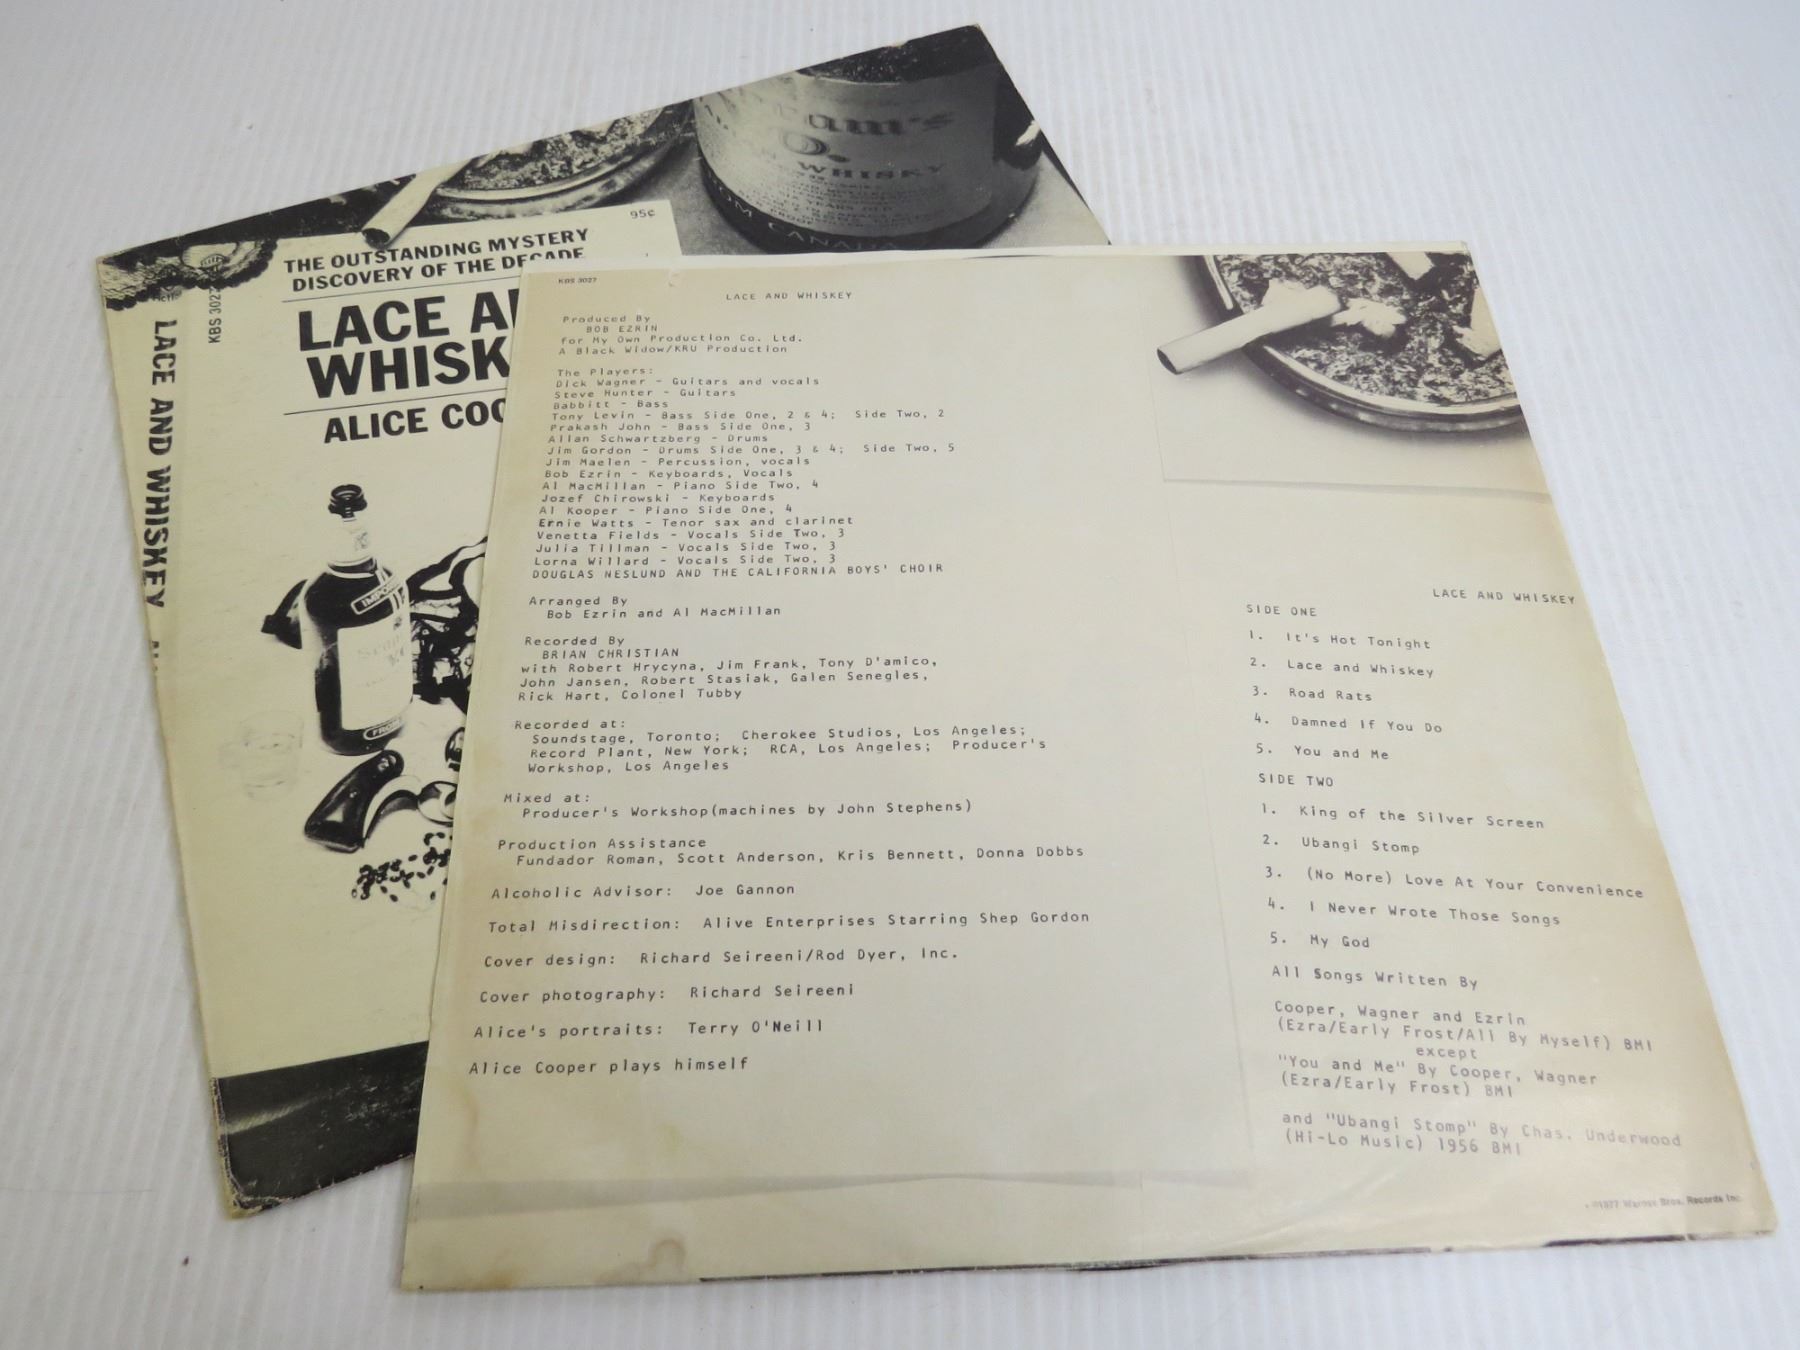 am's
O.
WHISKY
CANADA
95¢
THE OUTSTANDING MYSTERY
DISCOVERY OF THE DECADE
LACE A
WHISK
ALICE COO
KBS 302
LACE AND WHISKEY
IMPO
KBS 3027
LACE AND WHISKEY
Produced By
BOB EZRIN
for My Own Production Co. Ltd.
A Black Widow/KRU Production
The Players:
Dick Wagner - Guitars and vocals
Steve Hunter - Guitars
Babbitt - Bass
Tony Levin - Bass Side One, 2 & 4; Side Two, 2
Prakash John - Bass Side One, 3
Allan Schwartzberg - Drums
Jim Gordon - Drums Side One, 3 & 4; Side Two, 5
Jim Maelen - Percussion, vocals
Bob Ezrin - Keyboards, Vocals
Al MacMillan - Piano Side Two, 4
Jozef Chirowski - Keyboards
Al Kooper - Piano Side One, 4
Ernie Watts - Tenor sax and clarinet
Venetta Fields - Vocals Side Two, 3
Julia Tillman - Vocals Side Two, 3
Lorna Willard - Vocals Side Two, 3
DOUGLAS NESLUND AND THE CALIFORNIA BOYS' CHOIR
Arranged By
Bob Ezrin and Al MacMillan
Recorded By
BRIAN CHRISTIAN
with Robert Hrycyna, Jim Frank, Tony D'amico,
John Jansen, Robert Stasiak, Galen Senegles,
Rick Hart, Colonel Tubby
Recorded at:
Soundstage, Toronto; Cherokee Studios, Los Angeles;
Record Plant, New York; RCA, Los Angeles; Producer's
Workshop, Los Angeles
Mixed at:
Producer's Workshop(machines by John Stephens)
Production Assistance
Fundador Roman, Scott Anderson, Kris Bennett, Donna Dobbs
Alcoholic Advisor: Joe Gannon
Total Misdirection: Alive Enterprises Starring Shep Gordon
Cover design: Richard Seireeni/Rod Dyer, Inc.
Cover photography: Richard Seireeni
Alice's portraits: Terry O'Neill
Alice Cooper plays himself
LACE AND WHISKEY
SIDE ONE
1. It's Hot Tonight
2. Lace and Whiskey
3. Road Rats
4. Damned If You Do
5. You and Me
SIDE TWO
1. King of the Silver Screen
2. Ubangi Stomp
3. (No More) Love At Your Convenience
4. I Never Wrote Those Songs
5. My God
All Songs Written By
Cooper, Wagner and Ezrin
(Ezra/Early Frost/All By Myself) BMI
except
"You and Me" By Cooper, Wagner
(Ezra/Early Frost) BMI
and "Ubangi Stomp" By Chas. Underwood
(Hi-Lo Music) 1956 BMI
©1977 Warner Bros. Records Inc.